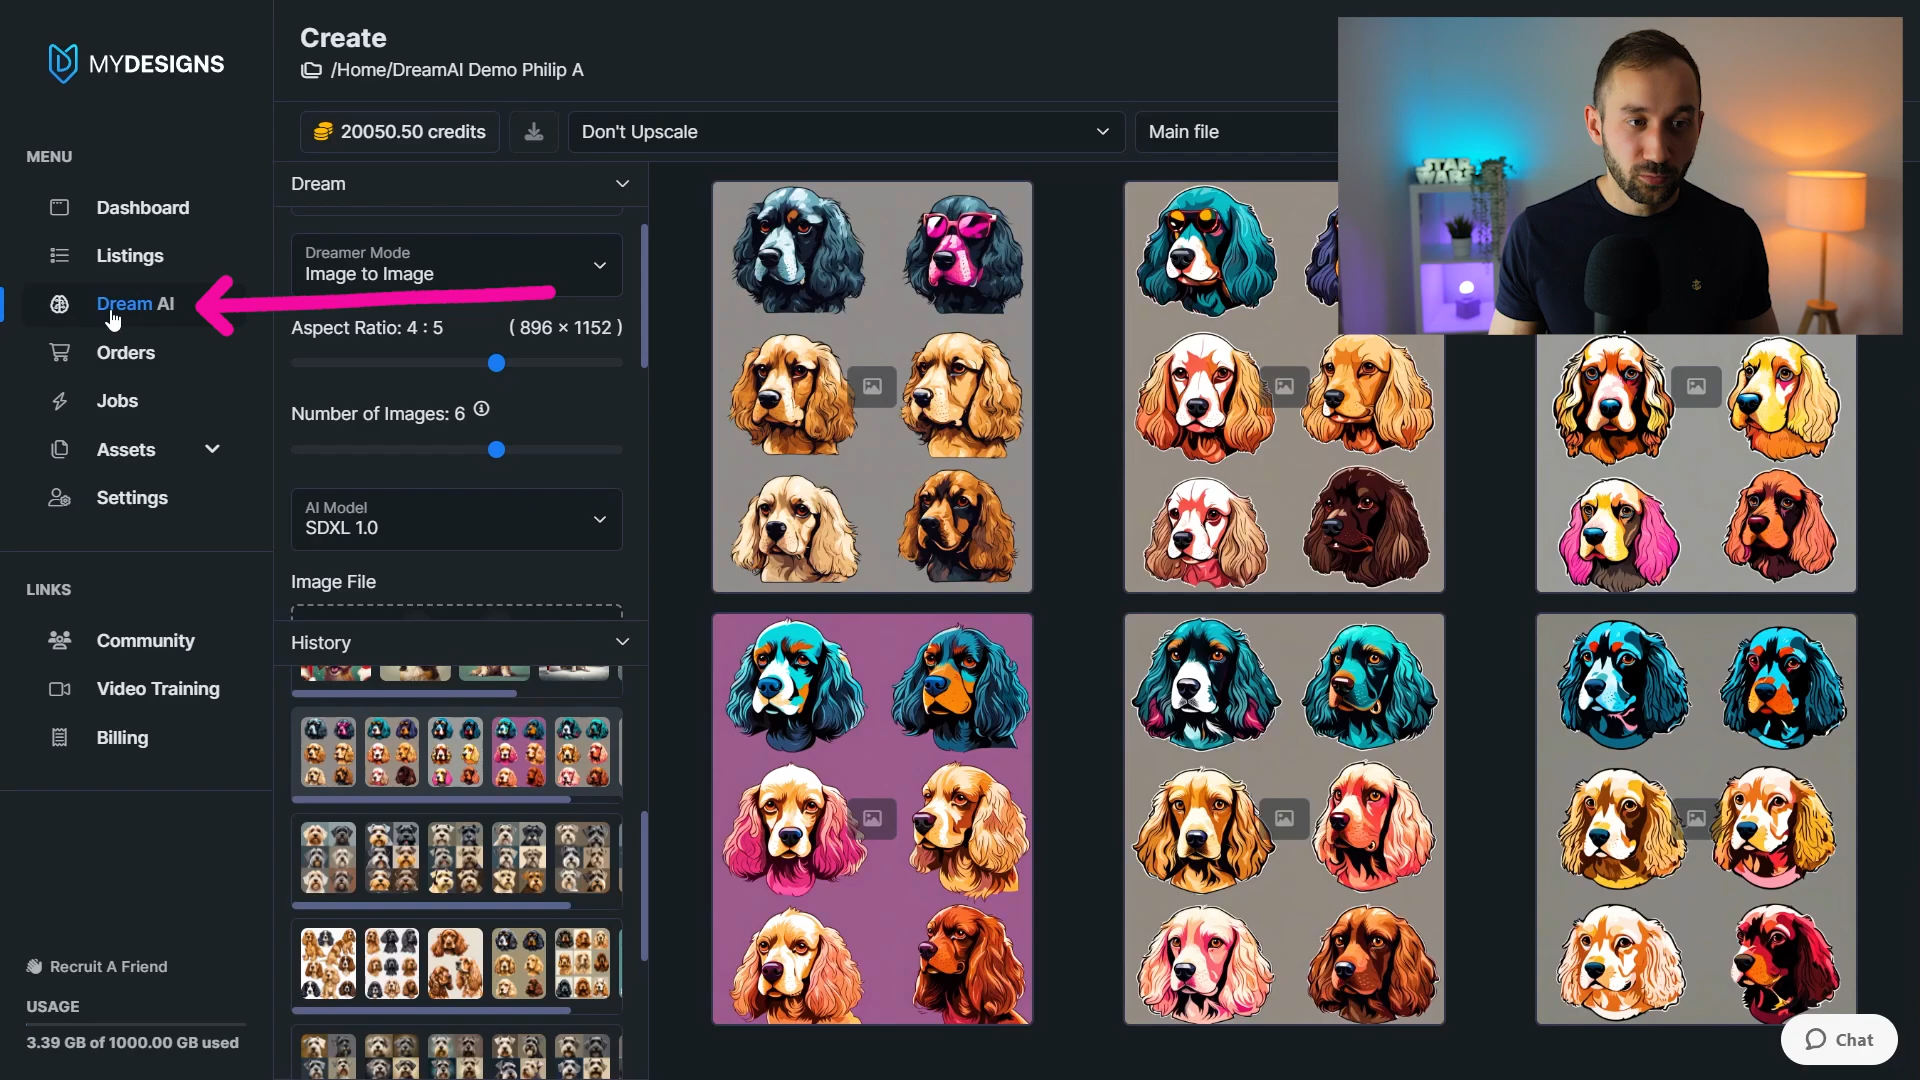 MYDESIGNS
MENU
Dashboard
Listings
Dream AI
Orders
Jobs
Assets
Settings
LINKS
Community
Video Training
Billing
Recruit A Friend
USAGE
3.39 GB of 1000.00 GB used
Create
/Home/DreamAI Demo Philip A
20050.50 credits
Don't Upscale
Main file
Dream
Dreamer Mode
Image to Image
Aspect Ratio: 4 : 5 ( 896 × 1152 )
Number of Images: 6
AI Model
SDXL 1.0
Image File
History
STAR
WARS
Chat